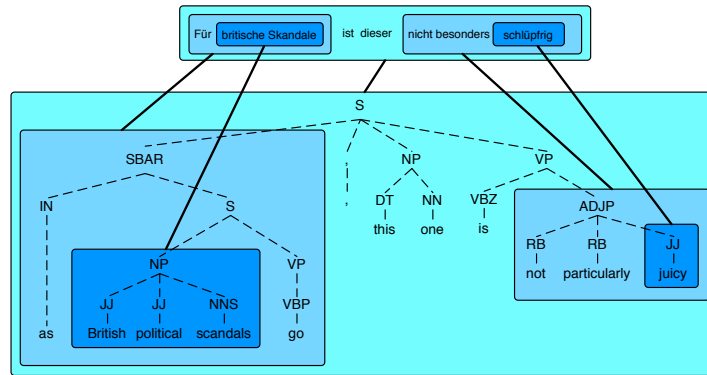 Für britische Skandale ist dieser nicht besonders schlüpfrig
S
SBAR , NP VP
IN S , DT NN VBZ ADJP
this one is
NP VP RB RB JJ
not particularly juicy
JJ JJ NNS VBP
as British political scandals go